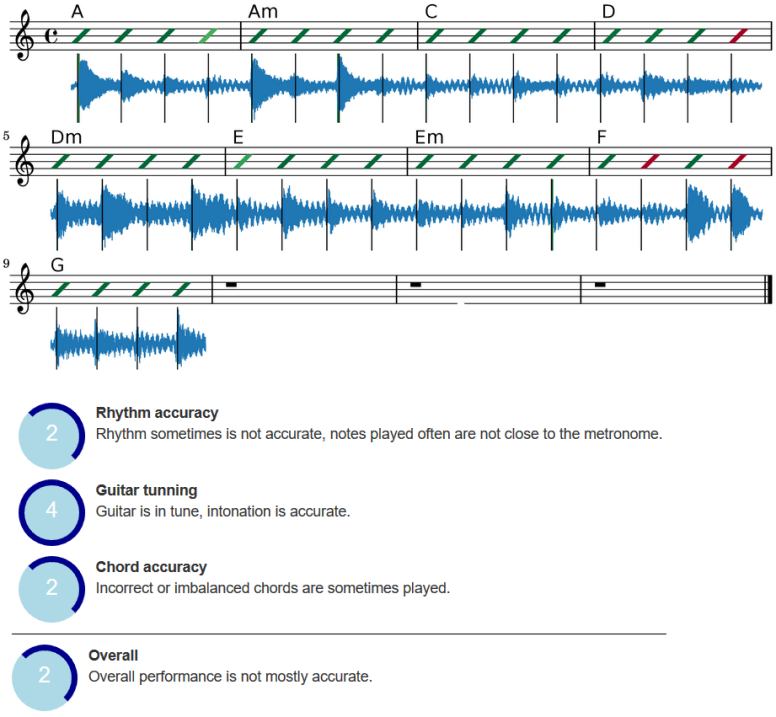 A Am C D
5
Dm E Em F
9
G
2
Rhythm accuracy
Rhythm sometimes is not accurate, notes played often are not close to the metronome.
4
Guitar tunning
Guitar is in tune, intonation is accurate.
2
Chord accuracy
Incorrect or imbalanced chords are sometimes played.
2
Overall
Overall performance is not mostly accurate.